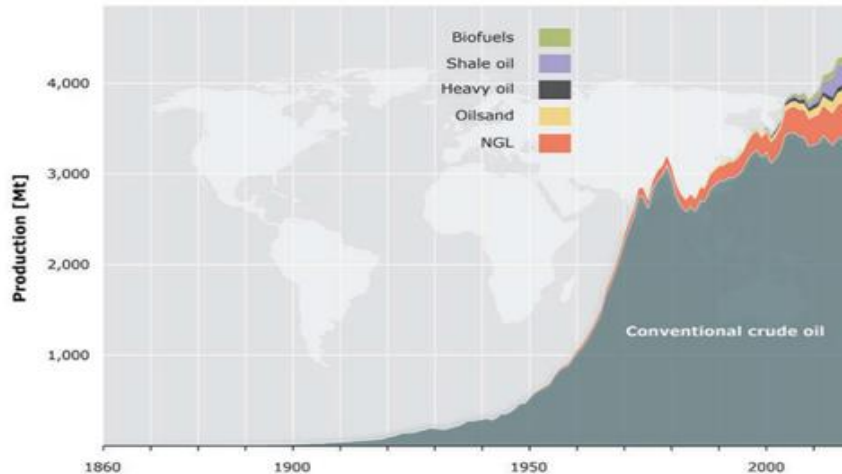 Biofuels
Shale oil
Heavy oil
Oilsand
NGL
4,000
3,000
2,000
1,000
Production [Mt]
Conventional crude oil
1860
1900
1950
2000